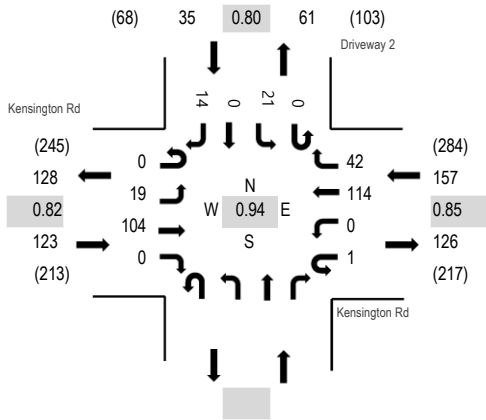 (68) 35 0.80 61 (103)
Driveway 2
14 0 21 0
Kensington Rd
(245)
128
0.82
123
(213)
0
19
104
0
N
W 0.94 E
S
42
114
0
1
(284)
157
0.85
126
(217)
Kensington Rd